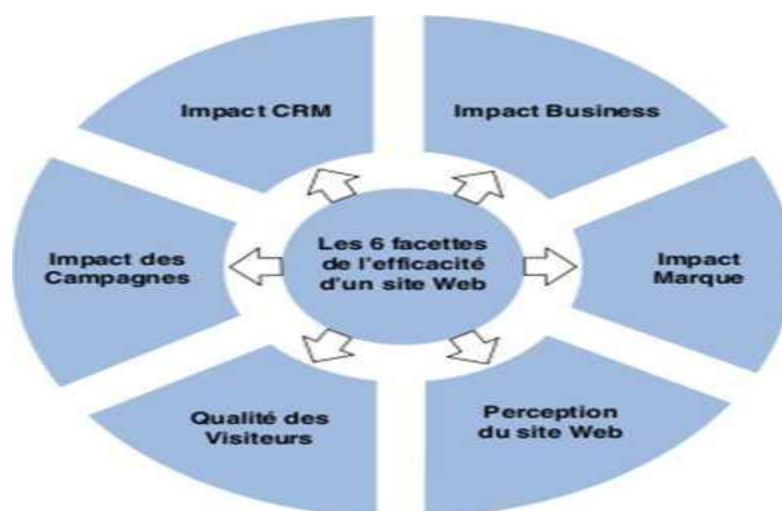 Impact CRM
Impact Business
Impact des
Campagnes
Les 6 facettes
de l'efficacité
d'un site Web
Impact
Marque
Qualité des
Visiteurs
Perception
du site Web